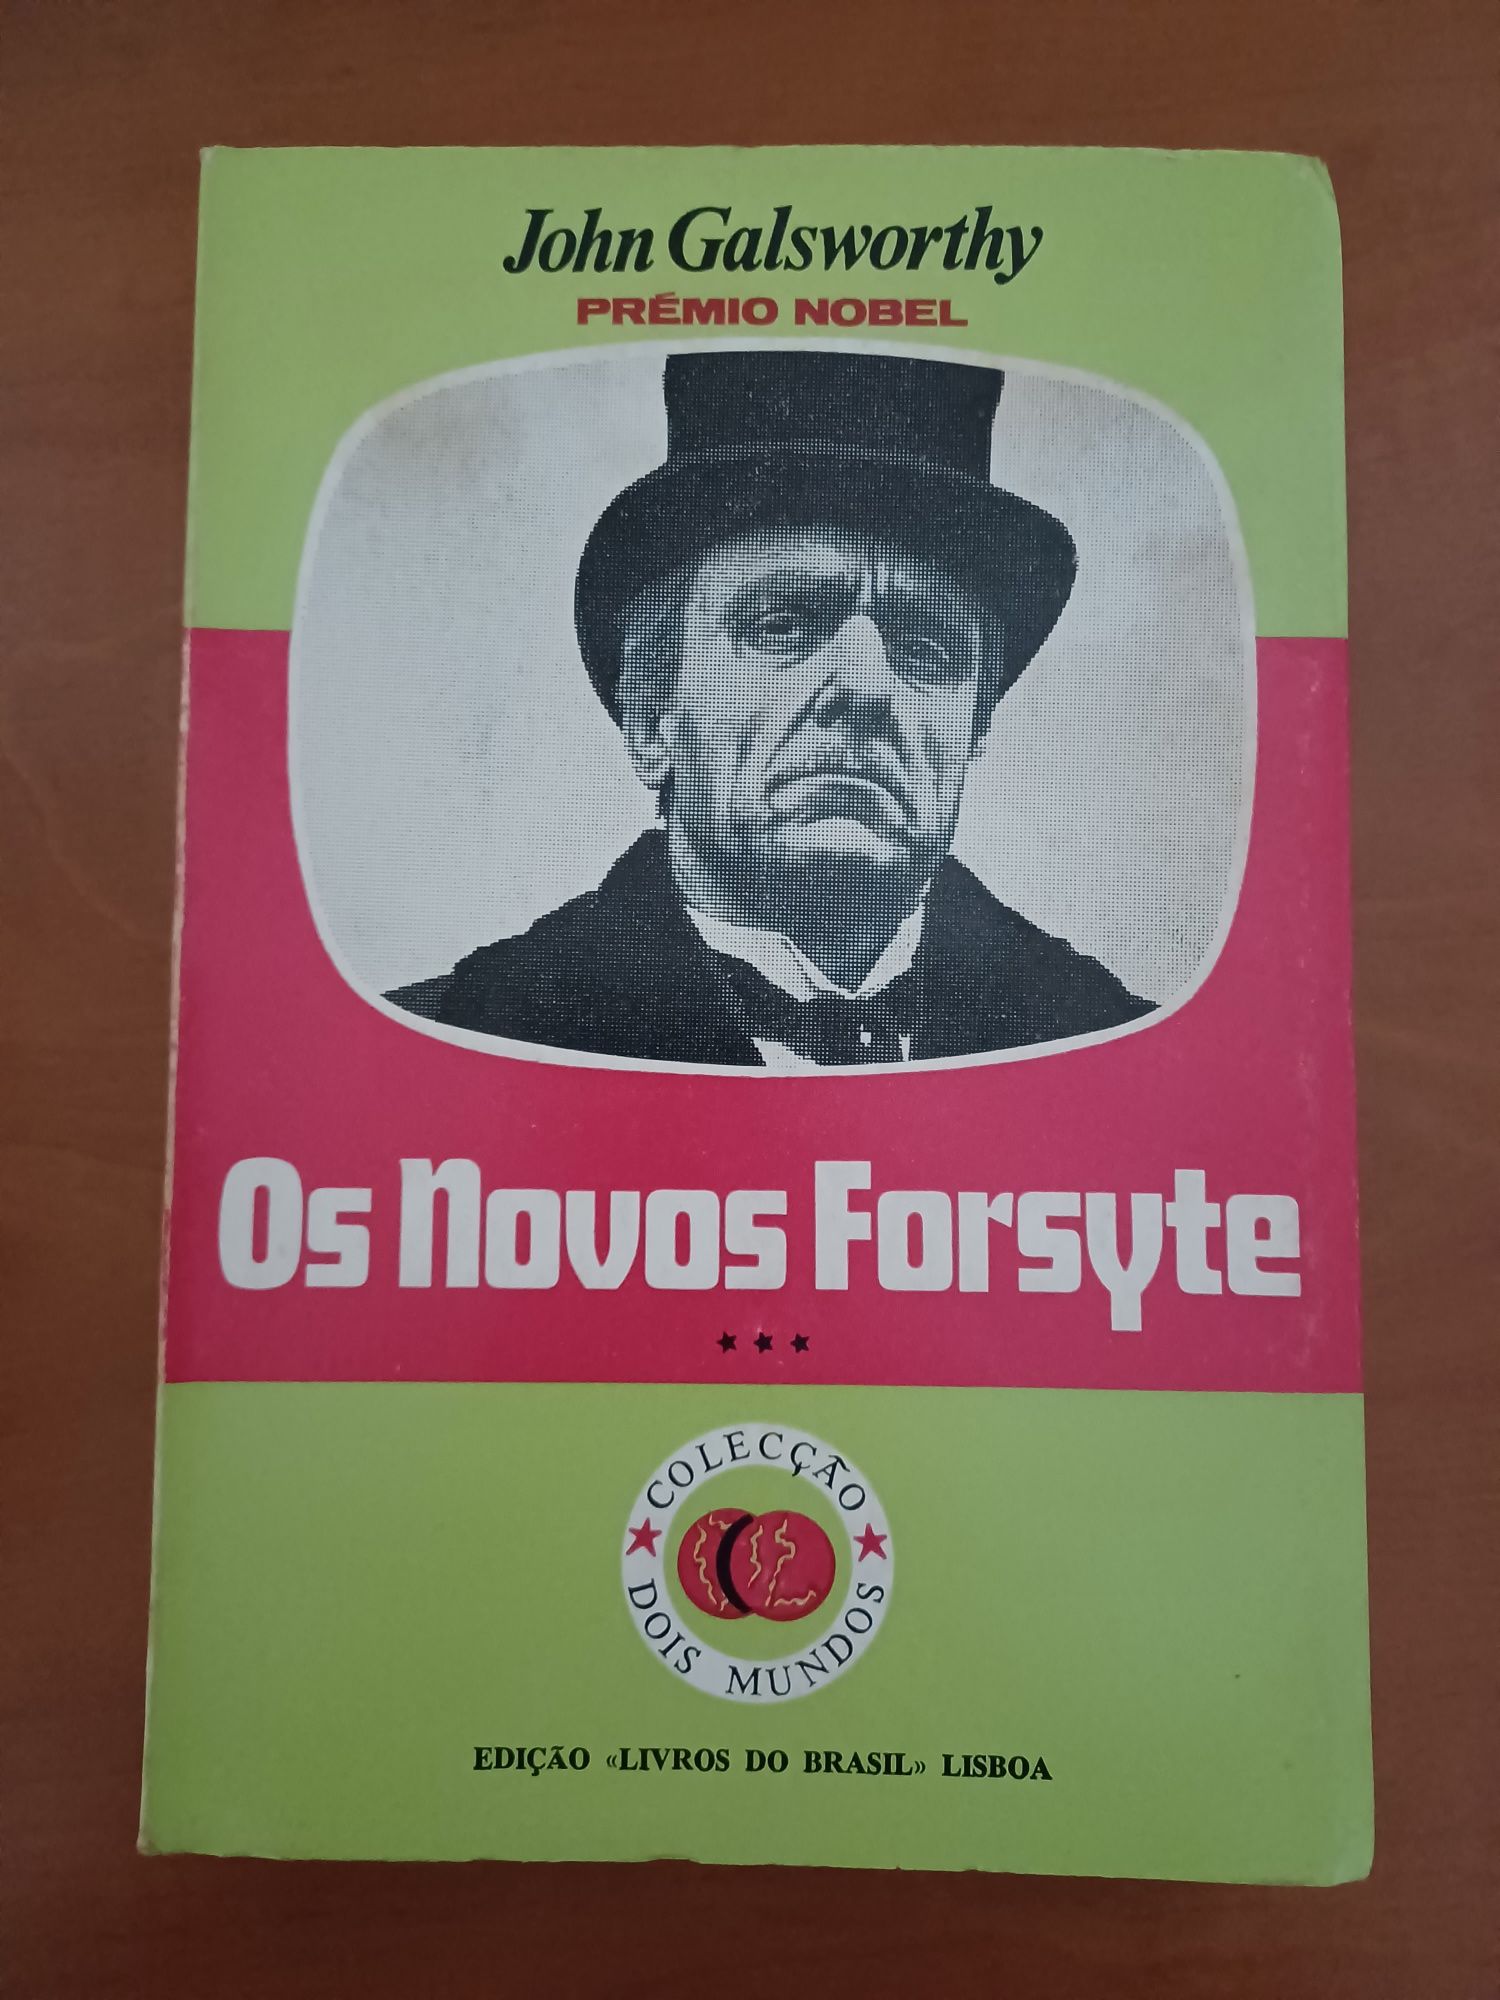 John Galsworthy
PRÉMIO NOBEL
Os Novos Forsyte
★ ★ ★
COLECÇÃO
DOIS MUNDOS
EDIÇÃO «LIVROS DO BRASIL» LISBOA